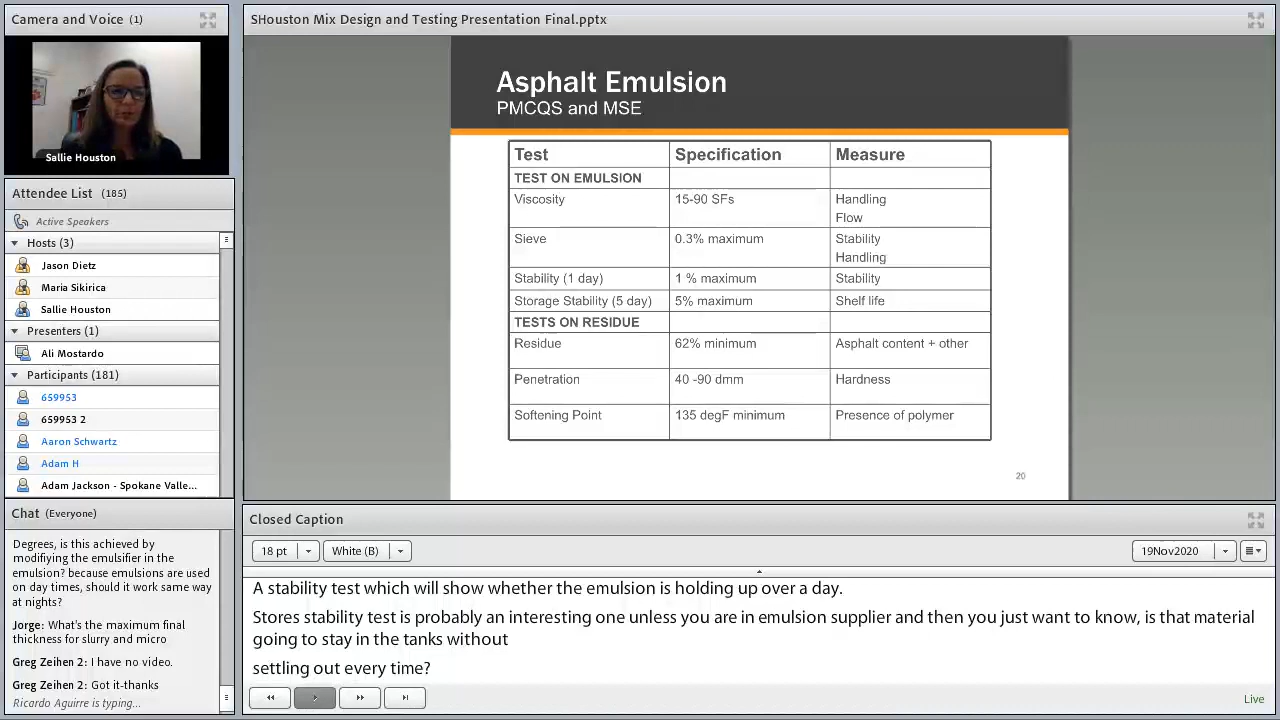 Camera and Voice (1)
Sallie Houston
Attendee List (185)
Active Speakers
Hosts (3)
Jason Dietz
Maria Sikirica
Sallie Houston
Presenters (1)
Ali Mostardo
Participants (181)
659953
659953 2
Aaron Schwartz
Adam H
Adam Jackson - Spokane Valle...
Chat (Everyone)
Degrees, is this achieved by
modifiying the emulsifier in the
emulsion? because emulsions are used
on day times, should it work same way
at nights?
Jorge: What's the maximum final
thickness for slurry and micro
Greg Zeihen 2: I have no video.
Greg Zeihen 2: Got it-thanks
Ricardo Aguirre is typing...
SHouston Mix Design and Testing Presentation Final.pptx
Asphalt Emulsion
PMCQS and MSE
Test Specification Measure
TEST ON EMULSION
Viscosity 15-90 SFs Handling
Flow
Sieve 0.3% maximum Stability
Handling
Stability (1 day) 1 % maximum Stability
Storage Stability (5 day) 5% maximum Shelf life
TESTS ON RESIDUE
Residue 62% minimum Asphalt content + other
Penetration 40 -90 dmm Hardness
Softening Point 135 degF minimum Presence of polymer
20
Closed Caption
18 pt White (B) 19Nov2020
A stability test which will show whether the emulsion is holding up over a day.
Stores stability test is probably an interesting one unless you are in emulsion supplier and then you just want to know, is that material
going to stay in the tanks without
settling out every time?
Live